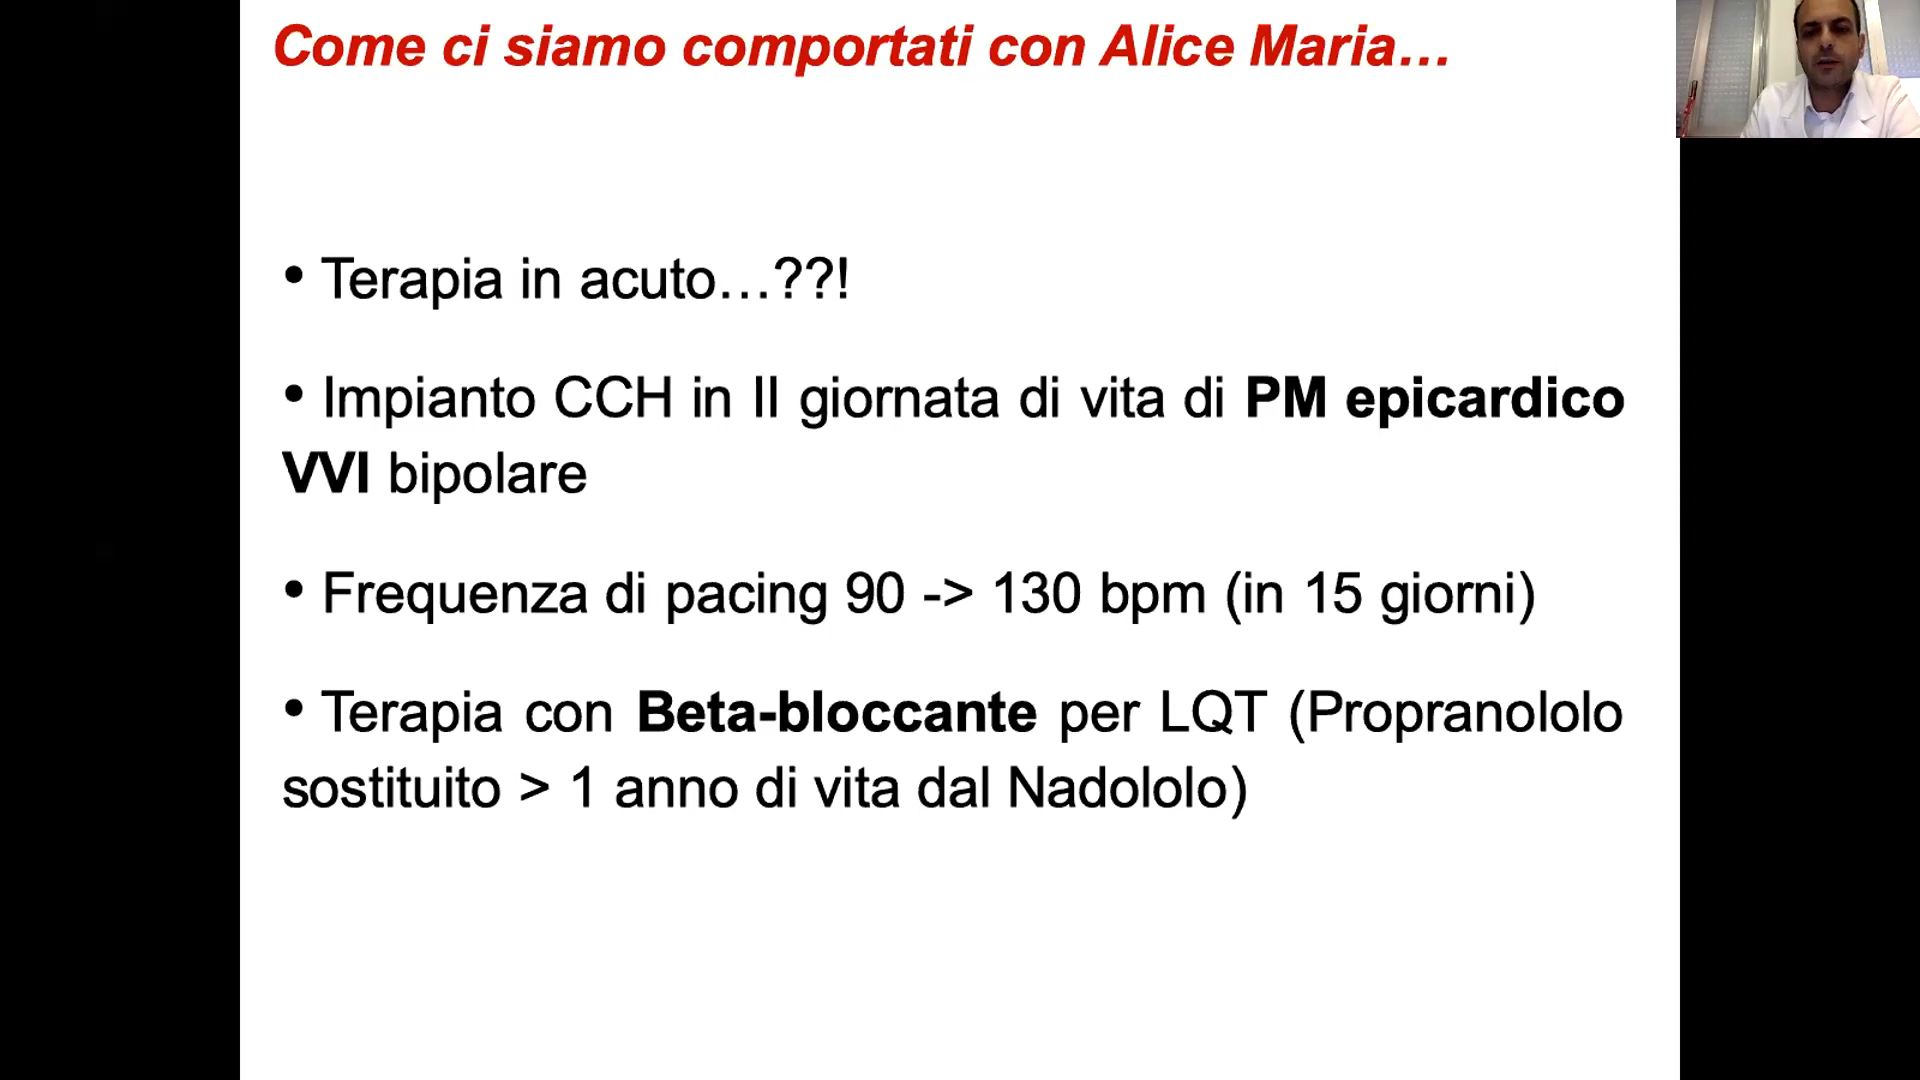 Come ci siamo comportati con Alice Maria…
• Terapia in acuto…??!
• Impianto CCH in II giornata di vita di PM epicardico
VVI bipolare
• Frequenza di pacing 90 -> 130 bpm (in 15 giorni)
• Terapia con Beta-bloccante per LQT (Propranololo
sostituito > 1 anno di vita dal Nadololo)